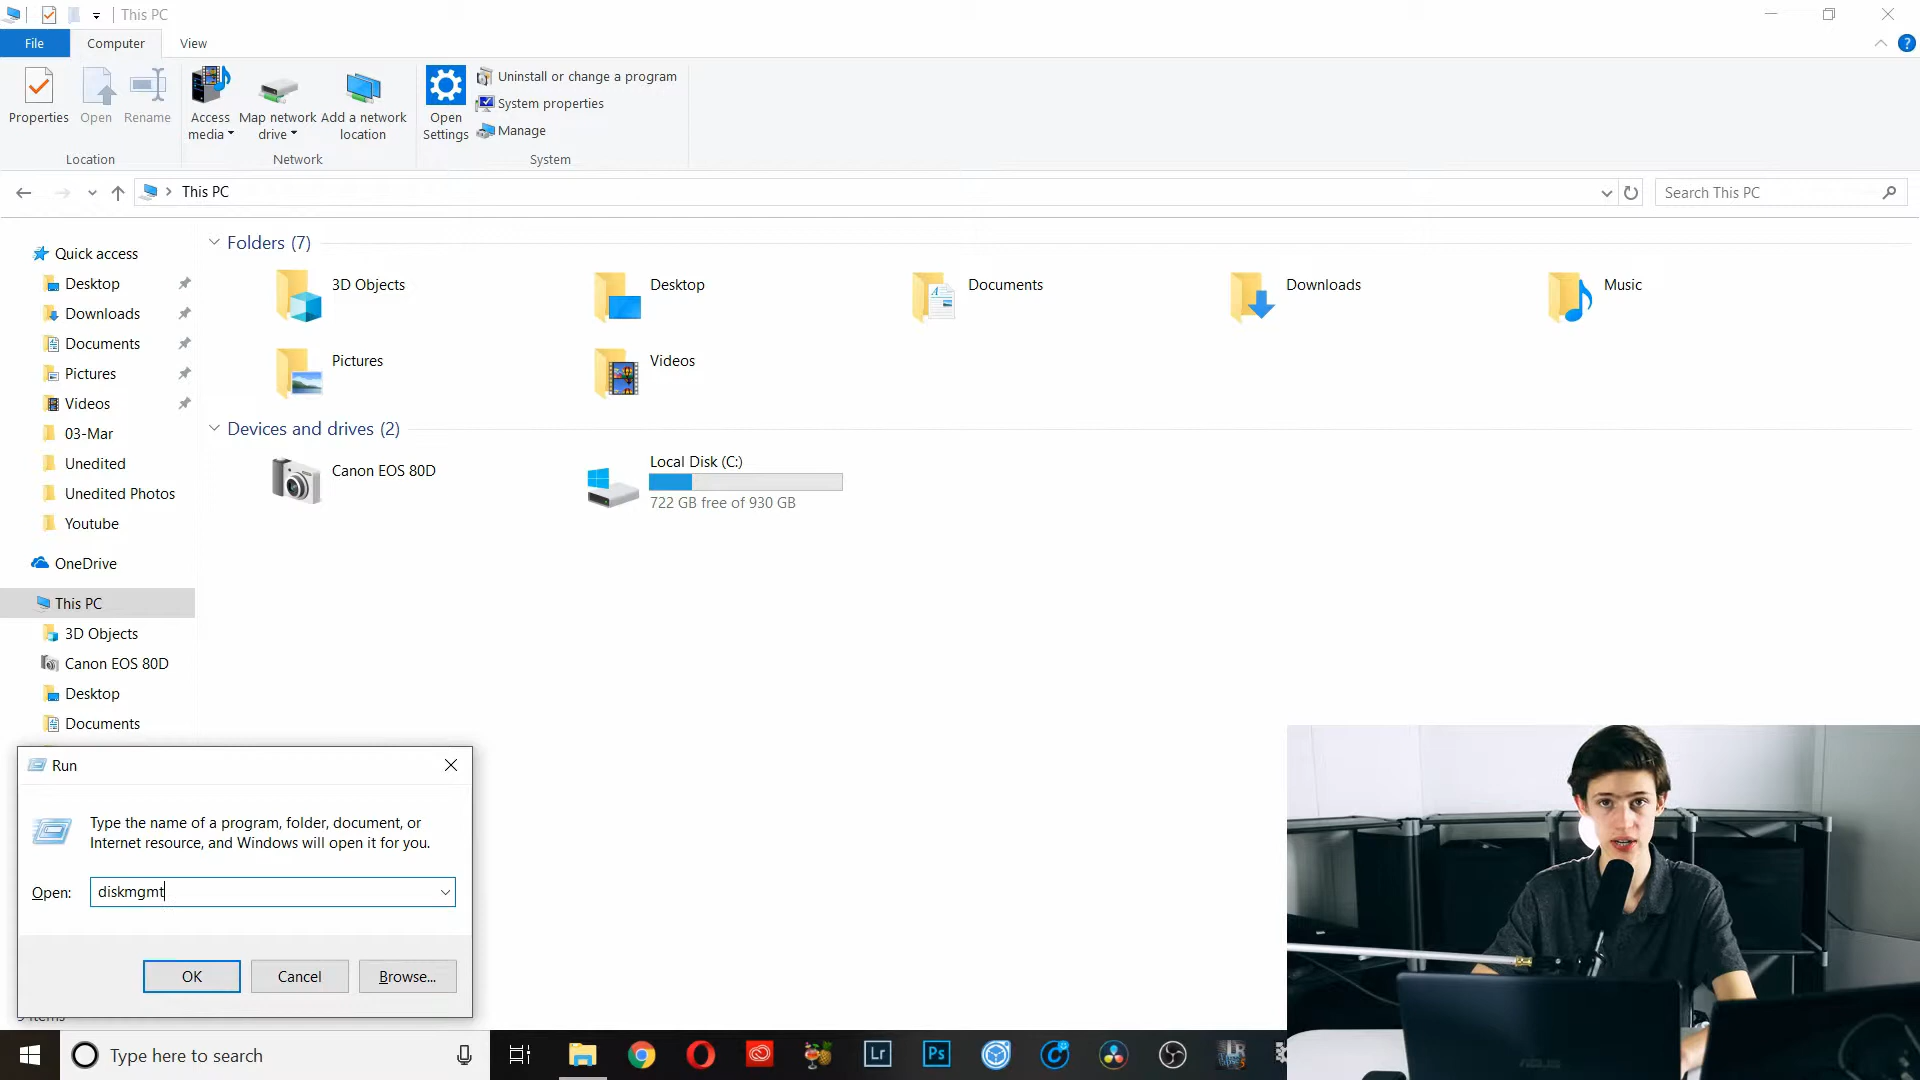 This PC
File
Computer
View
Properties
Open
Rename
Access media
Map network drive
Add a network location
Open Settings
Uninstall or change a program
System properties
Manage
Location
Network
System
This PC
Search This PC
Quick access
Desktop
Downloads
Documents
Pictures
Videos
03-Mar
Unedited
Unedited Photos
Youtube
OneDrive
This PC
3D Objects
Canon EOS 80D
Desktop
Documents
Folders (7)
3D Objects
Desktop
Documents
Downloads
Music
Pictures
Videos
Devices and drives (2)
Canon EOS 80D
Local Disk (C:)
722 GB free of 930 GB
Run
Type the name of a program, folder, document, or
Internet resource, and Windows will open it for you.
Open:
diskmgmt
OK
Cancel
Browse...
Type here to search
Lr
Ps
ASUS